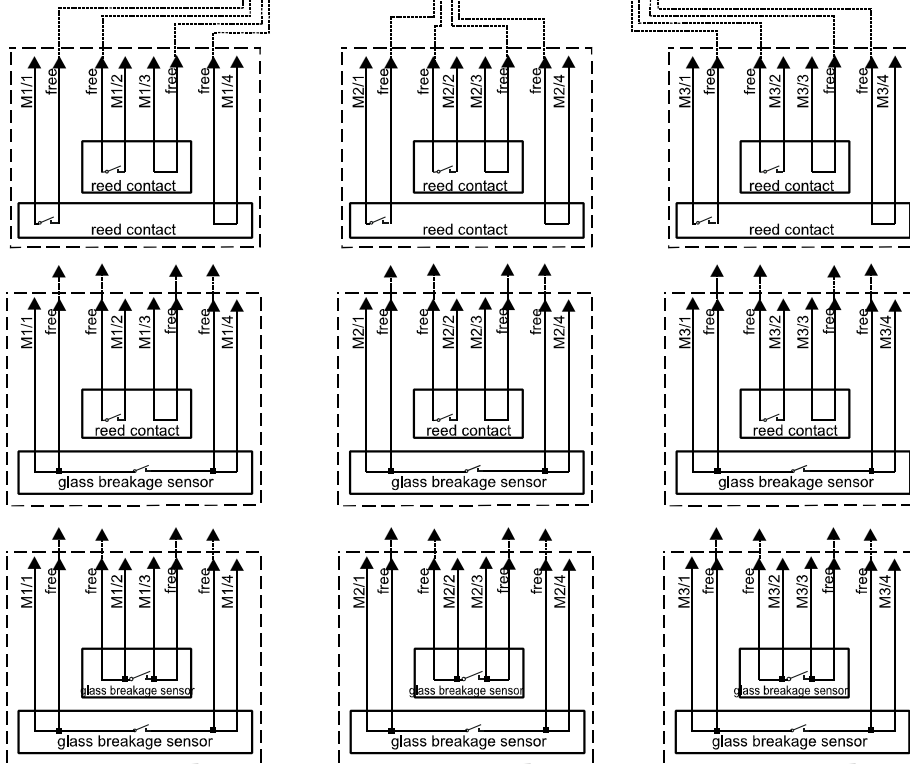 M1/1 free free M1/2 M1/3 free free M1/4
M2/1 free free M2/2 M2/3 free free M2/4
M3/1 free free M3/2 M3/3 free free M3/4
reed contact reed contact reed contact
reed contact reed contact reed contact
M1/1 free free M1/2 M1/3 free free M1/4
M2/1 free free M2/2 M2/3 free free M2/4
M3/1 free free M3/2 M3/3 free free M3/4
reed contact reed contact reed contact
glass breakage sensor glass breakage sensor glass breakage sensor
M1/1 free free M1/2 M1/3 free free M1/4
M2/1 free free M2/2 M2/3 free free M2/4
M3/1 free free M3/2 M3/3 free free M3/4
glass breakage sensor glass breakage sensor glass breakage sensor
glass breakage sensor glass breakage sensor glass breakage sensor